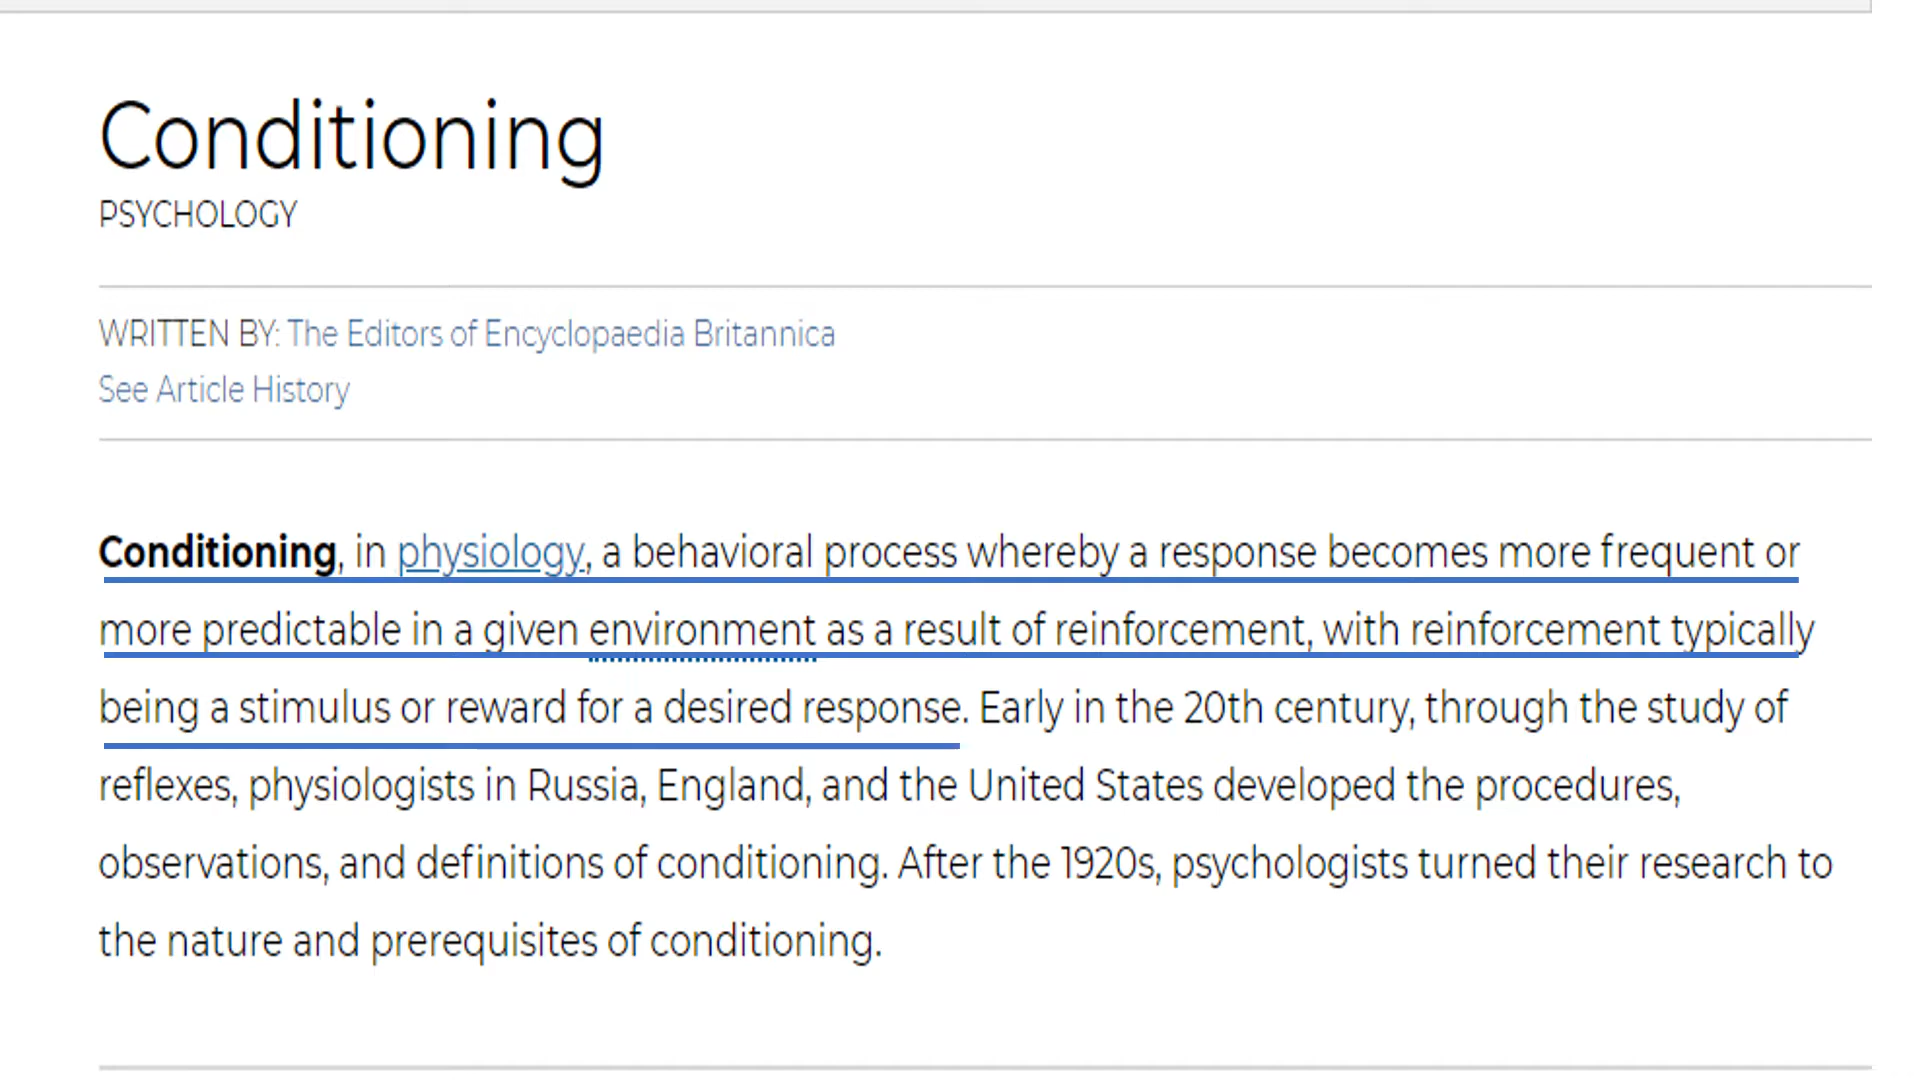 Conditioning
PSYCHOLOGY
WRITTEN BY: The Editors of Encyclopaedia Britannica
See Article History
Conditioning, in physiology, a behavioral process whereby a response becomes more frequent or
more predictable in a given environment as a result of reinforcement, with reinforcement typically
being a stimulus or reward for a desired response. Early in the 20th century, through the study of
reflexes, physiologists in Russia, England, and the United States developed the procedures,
observations, and definitions of conditioning. After the 1920s, psychologists turned their research to
the nature and prerequisites of conditioning.